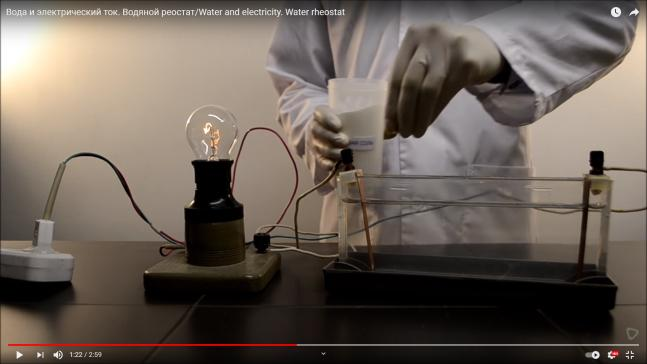 Вода и электрический ток. Водяной реостат/Water and electricity. Water rheostat
1:22 / 2:59